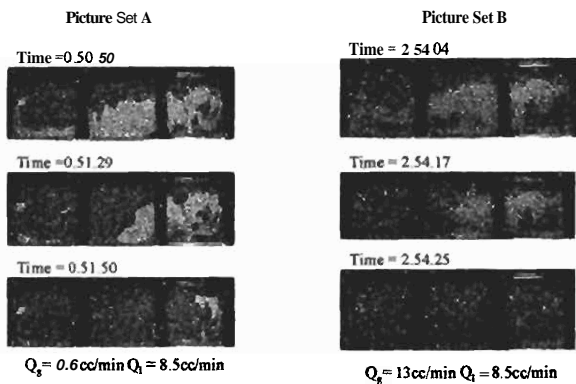 Picture Set A
Time =0.50 50
Time =0.51.29
Time = 0.51.50
Qg= 0.6cc/min Ql = 8.5cc/min
Picture Set B
Time = 2 54 04
Time = 2.54.17
Time = 2.54.25
Qg= 13cc/min Ql = 8.5cc/min